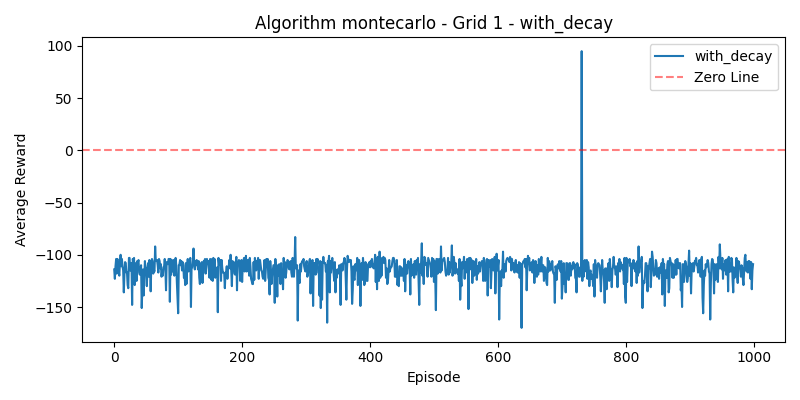 Algorithm montecarlo - Grid 1 - with_decay
100
50
0
−50
−100
−150
Average Reward
with_decay
Zero Line
0
200
400
600
800
1000
Episode